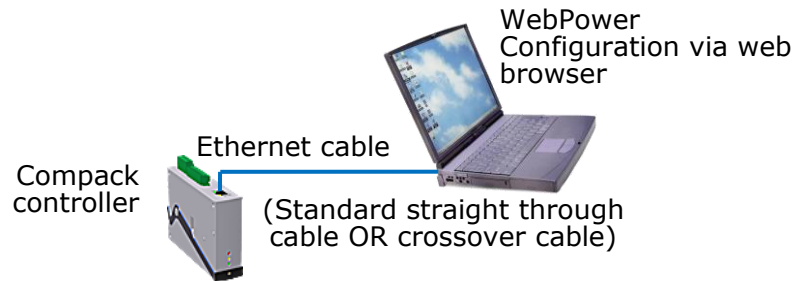 WebPower
Configuration via web
browser
Ethernet cable
Compack
controller
(Standard straight through
cable OR crossover cable)